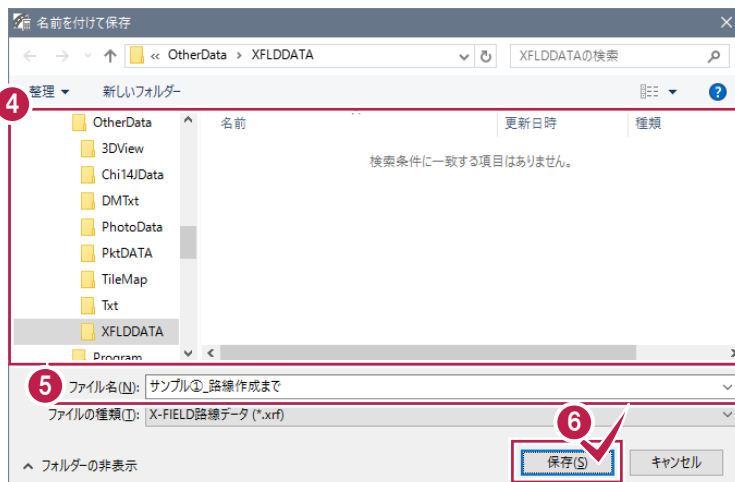 名前を付けて保存
« OtherData › XFLDDATA
XFLDDATAの検索
整理
新しいフォルダー
4
OtherData
名前
更新日時
種類
3DView
検索条件に一致する項目はありません。
Chi14JData
DMTxt
PhotoData
PktDATA
TileMap
Txt
XFLDDATA
Program
5
ファイル名(N):
サンプル①_路線作成まで
ファイルの種類(T):
X-FIELD路線データ (*.xrf)
6
フォルダーの非表示
保存(S)
キャンセル